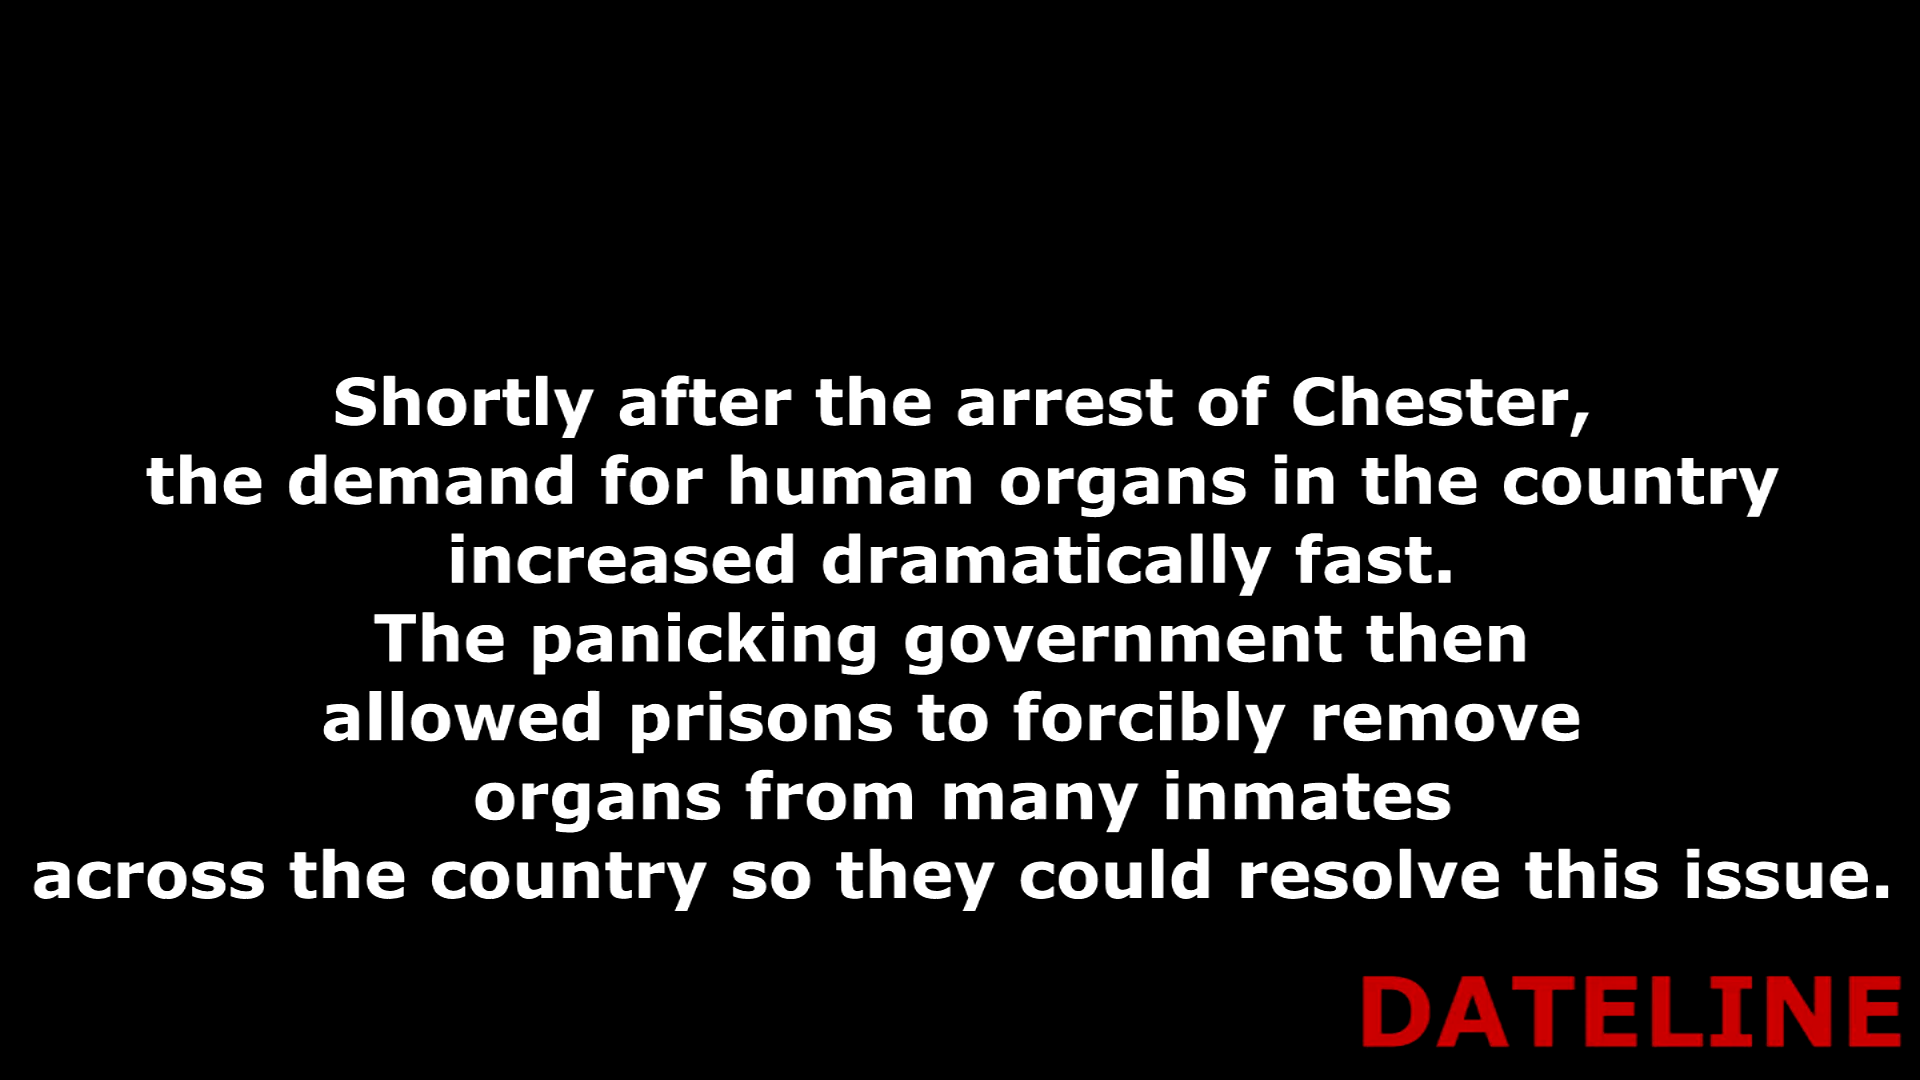 Shortly after the arrest of Chester,
the demand for human organs in the country
increased dramatically fast.
The panicking government then
allowed prisons to forcibly remove
organs from many inmates
across the country so they could resolve this issue.
DATELINE